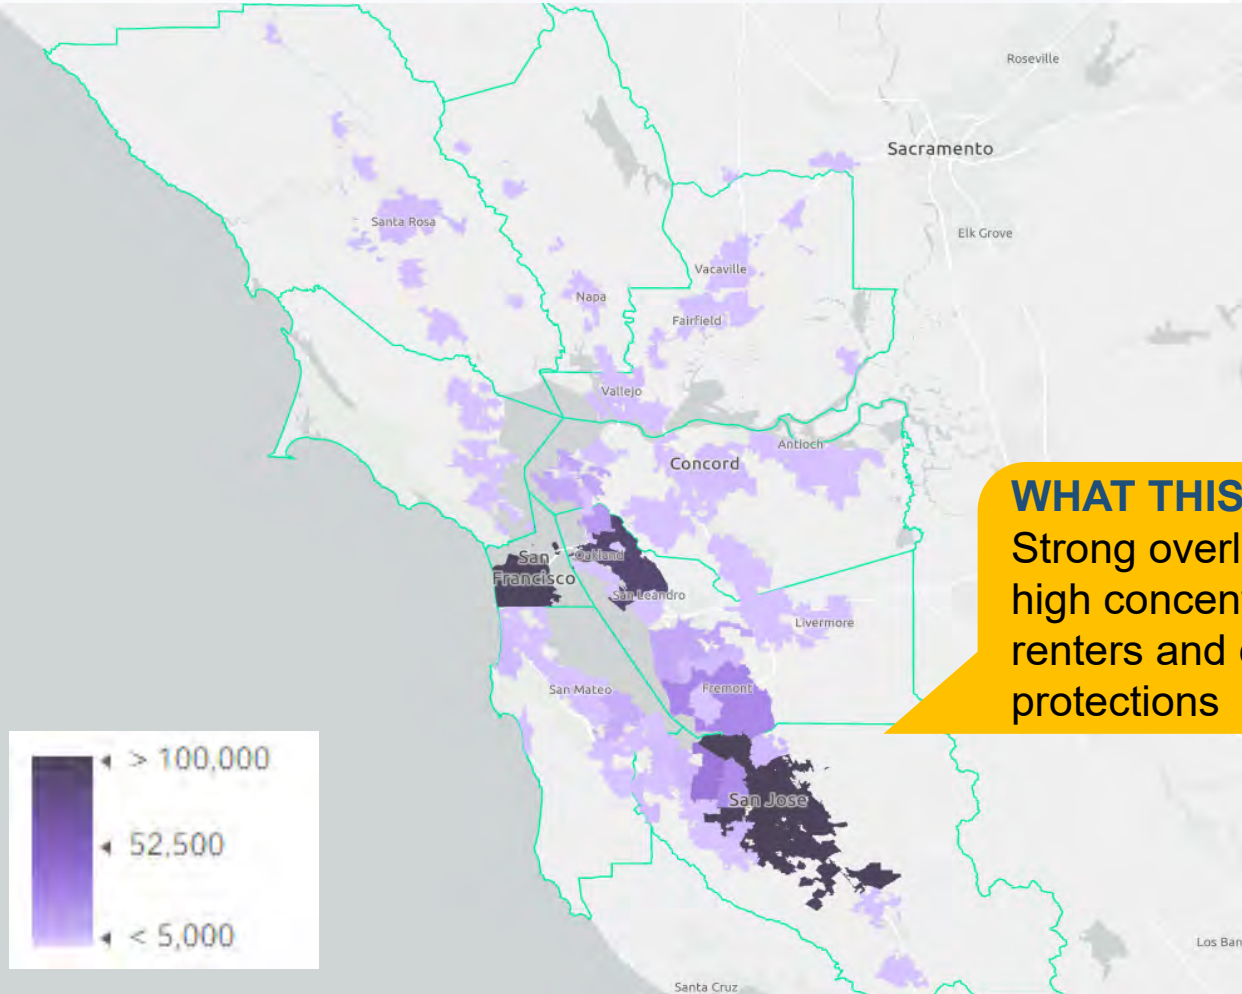 Roseville
Sacramento
Elk Grove
Santa Rosa
Vacaville
Napa
Fairfield
Vallejo
Antioch
Concord
WHAT THIS
Strong overl
high concen
renters and
protections
San
Francisco
Oakland
San Leandro
Livermore
San Mateo
Fremont
> 100,000
52,500
< 5,000
San Jose
Los Ban
Santa Cruz